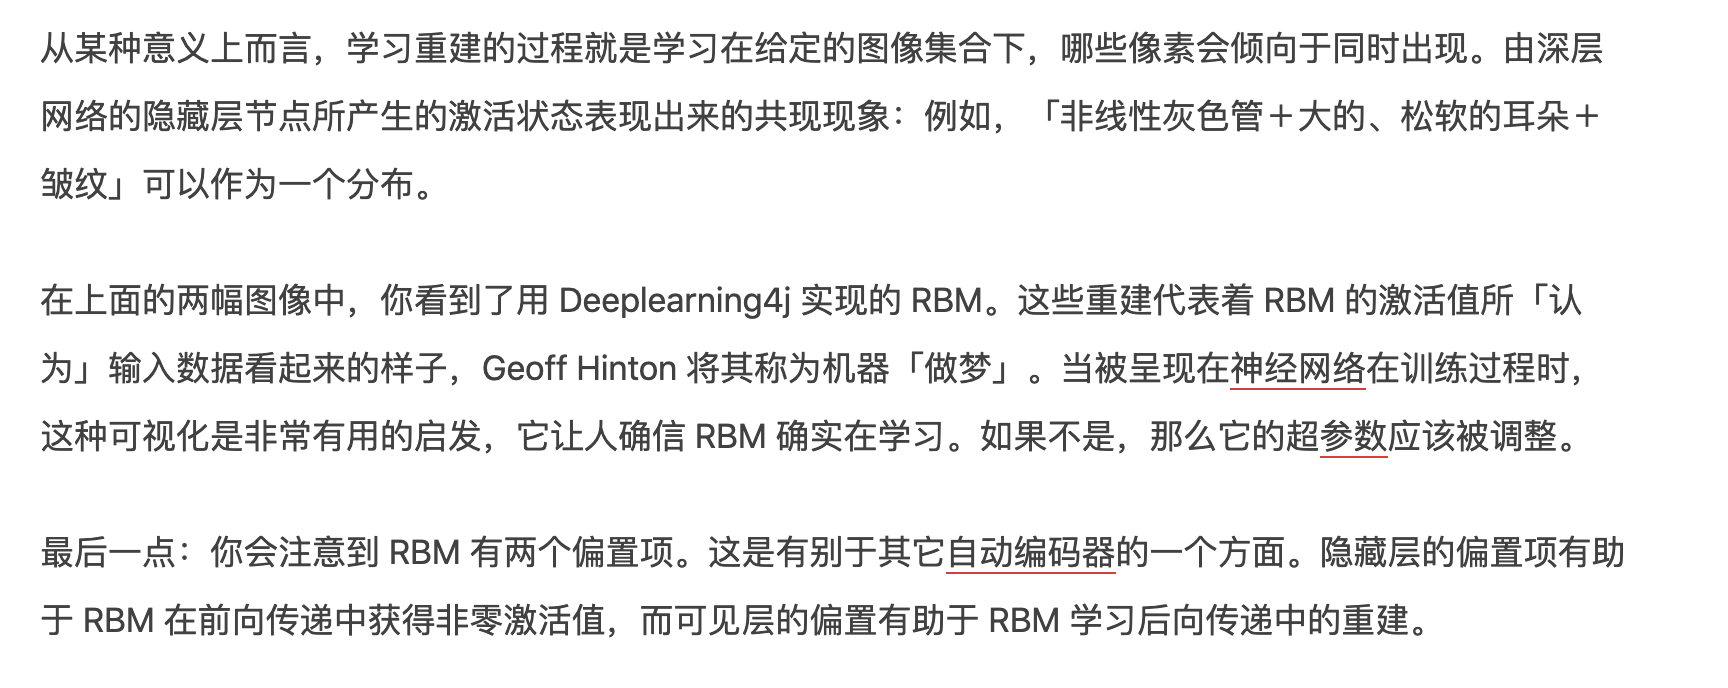 从某种意义上而言，学习重建的过程就是学习在给定的图像集合下，哪些像素会倾向于同时出现。由深层
网络的隐藏层节点所产生的激活状态表现出来的共现现象：例如，「非线性灰色管＋大的、松软的耳朵＋
皱纹」可以作为一个分布。
在上面的两幅图像中，你看到了用 Deeplearning4j 实现的 RBM。这些重建代表着 RBM 的激活值所「认
为」输入数据看起来的样子，Geoff Hinton 将其称为机器「做梦」。当被呈现在神经网络在训练过程时，
这种可视化是非常有用的启发，它让人确信 RBM 确实在学习。如果不是，那么它的超参数应该被调整。
最后一点：你会注意到 RBM 有两个偏置项。这是有别于其它自动编码器的一个方面。隐藏层的偏置项有助
于 RBM 在前向传递中获得非零激活值，而可见层的偏置有助于 RBM 学习后向传递中的重建。